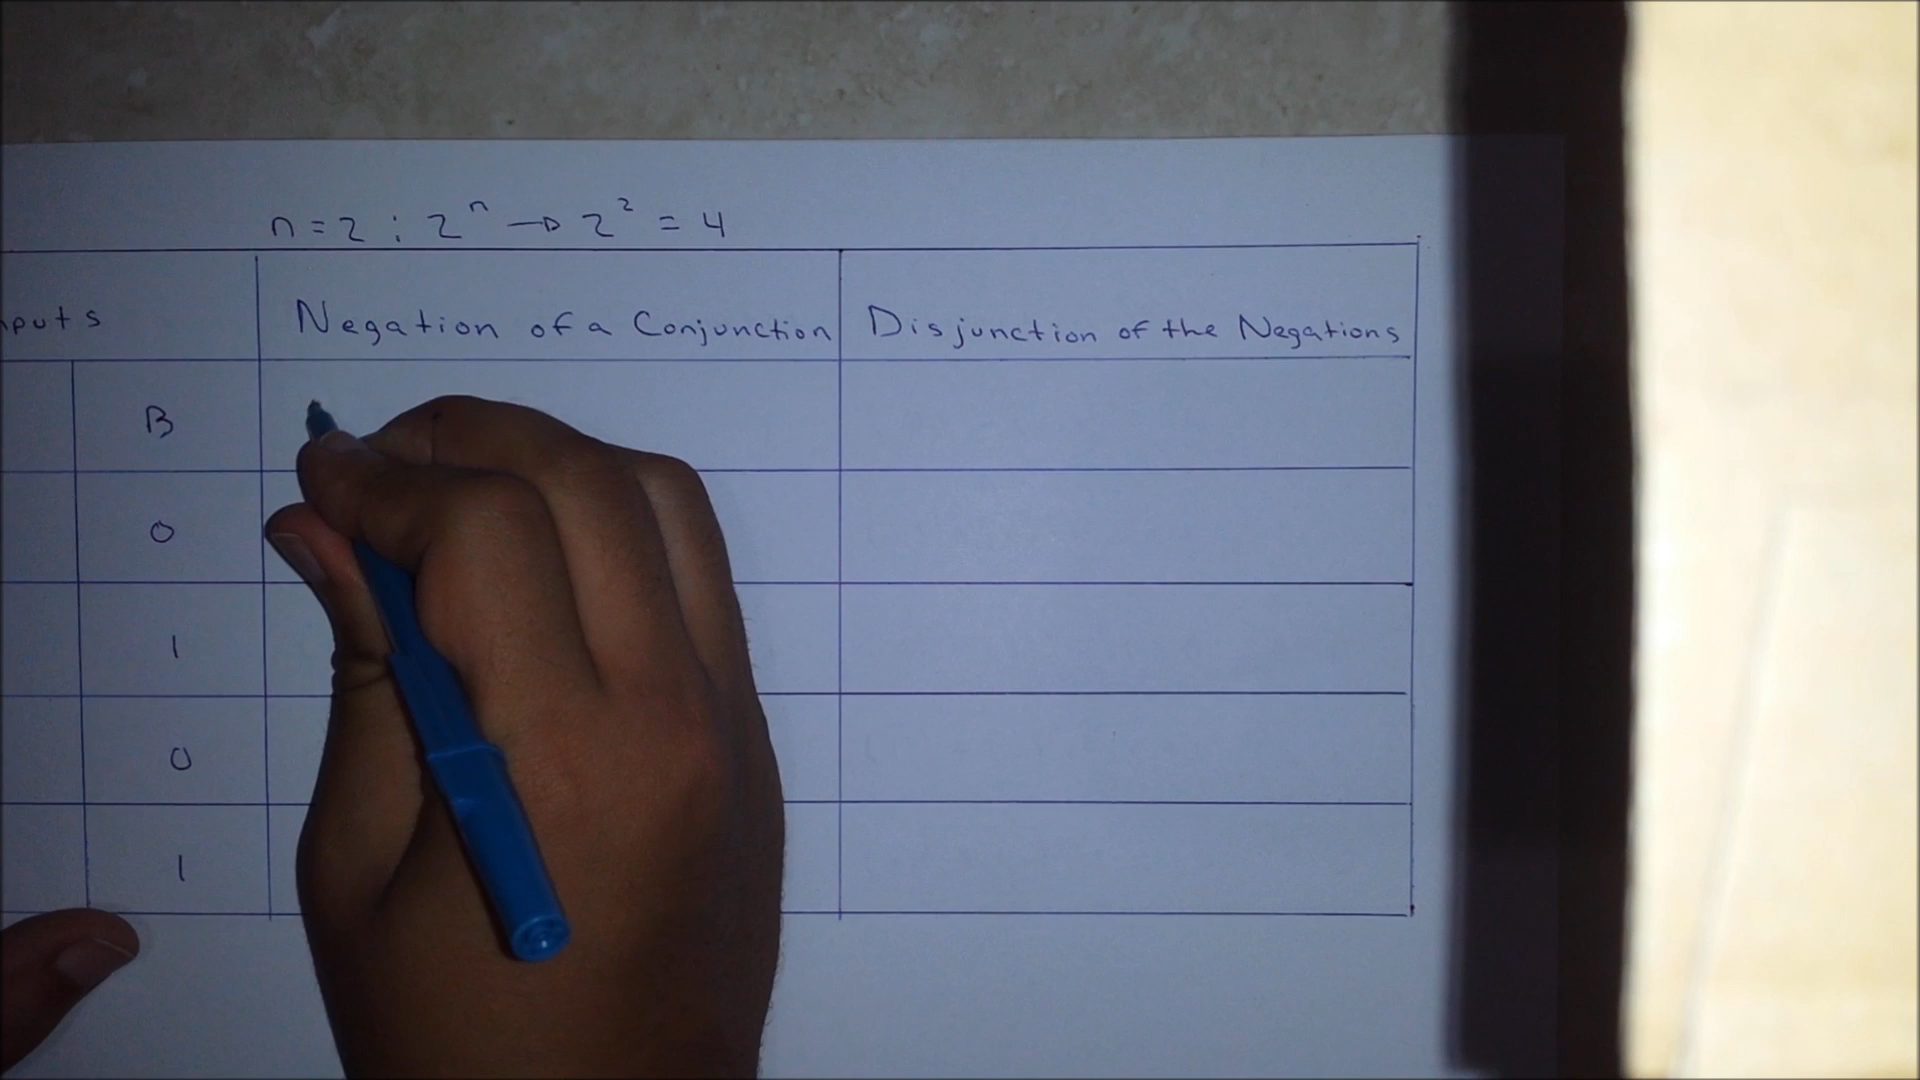 n = 2 : 2ⁿ → 2² = 4
nputs
Negation of a Conjunction
Disjunction of the Negations
B
0
1
0
1